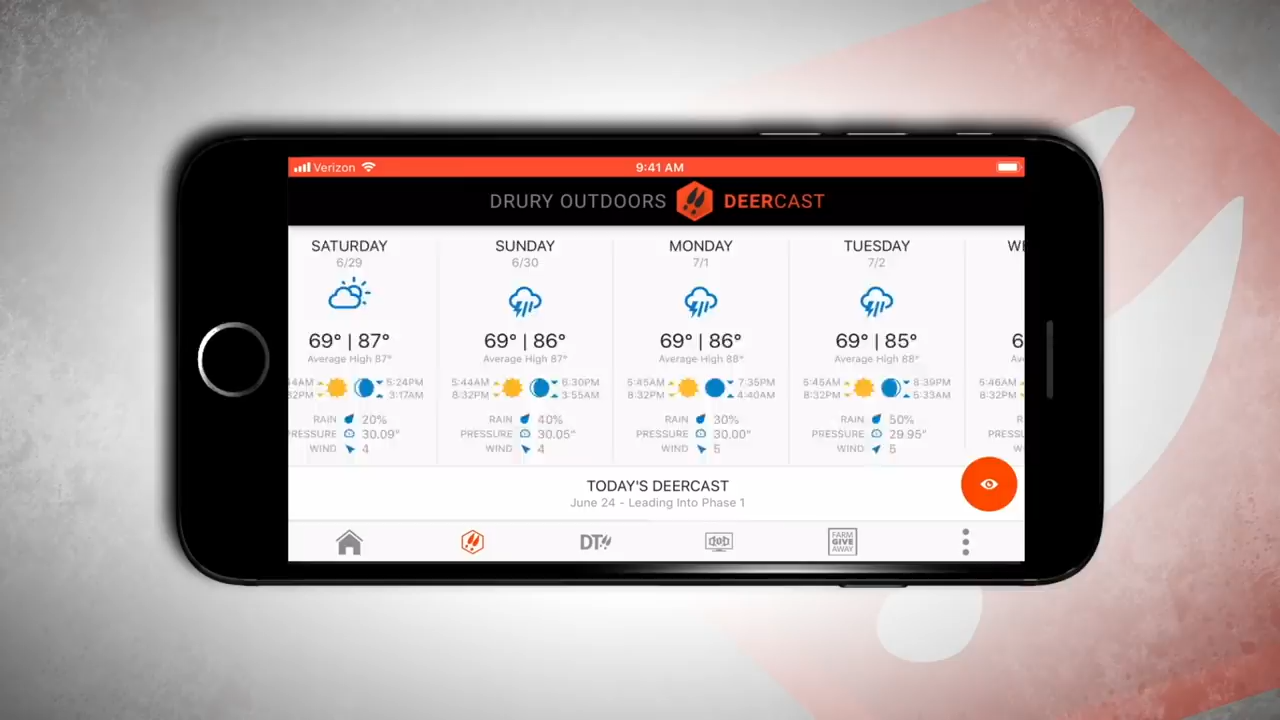 Verizon 9:41 AM
DRURY OUTDOORS DEERCAST
SATURDAY SUNDAY MONDAY TUESDAY
6/29 6/30 7/1 7/2
69° | 87° 69° | 86° 69° | 86° 69° | 85°
Average High 87° Average High 87° Average High 88° Average High 88°
5:24PM 5:44AM 6:30PM 5:45AM 7:35PM 5:45AM 8:39PM 5:46AM
3:17AM 8:32PM 3:55AM 8:32PM 4:40AM 8:32PM 5:33AM 8:32PM
RAIN 20% RAIN 40% RAIN 30% RAIN 50%
PRESSURE 30.09" PRESSURE 30.05" PRESSURE 30.00" PRESSURE 29.95"
WIND 4 WIND 4 WIND 5 WIND 5
TODAY'S DEERCAST
June 24 - Leading Into Phase 1
DT
dod
FARM
GIVE
AWAY